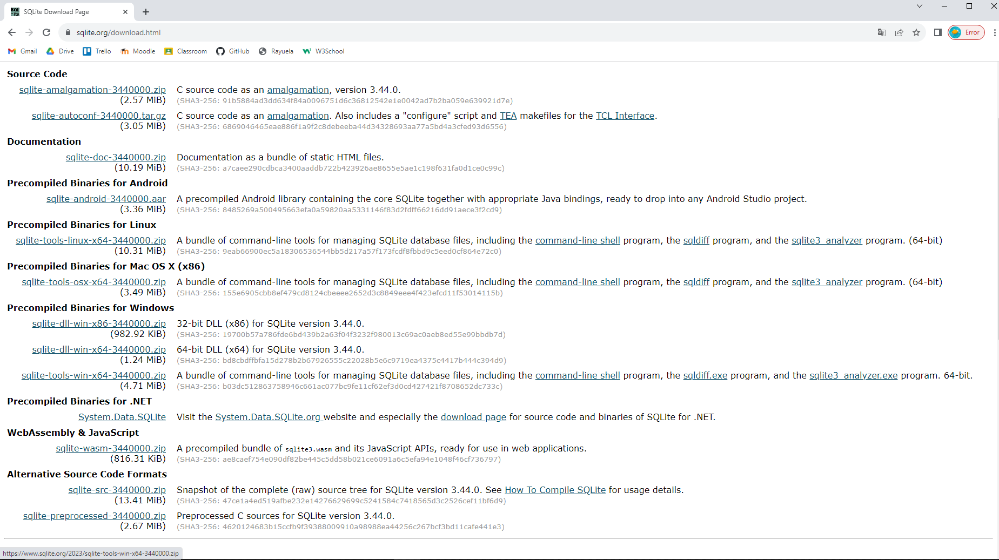 SQLite Download Page
sqlite.org/download.html
Error
Gmail Drive Trello Moodle Classroom GitHub Rayuela W3School
Source Code
sqlite-amalgamation-3440000.zip C source code as an amalgamation, version 3.44.0.
(2.57 MiB) (SHA3-256: 91b5884ad3dd634f84a0096751d6c36812542e1e0042ad7b2ba059e639921d7e)
sqlite-autoconf-3440000.tar.gz C source code as an amalgamation. Also includes a "configure" script and TEA makefiles for the TCL Interface.
(3.05 MiB) (SHA3-256: 6869046465eae886f1a9f2c8debeeba44d34328693aa77a5bd4a3cfed93d6556)
Documentation
sqlite-doc-3440000.zip Documentation as a bundle of static HTML files.
(10.19 MiB) (SHA3-256: a7caee290cdbca3400aaddb722b423926ae8655e5ae1c198f631fa0d1ce0c99c)
Precompiled Binaries for Android
sqlite-android-3440000.aar A precompiled Android library containing the core SQLite together with appropriate Java bindings, ready to drop into any Android Studio project.
(3.36 MiB) (SHA3-256: 8485269a500495663efa0a59820aa5331146f83d2fdff66216dd91aece3f2cd9)
Precompiled Binaries for Linux
sqlite-tools-linux-x64-3440000.zip A bundle of command-line tools for managing SQLite database files, including the command-line shell program, the sqldiff program, and the sqlite3_analyzer program. (64-bit)
(10.31 MiB) (SHA3-256: 9eab66900ec5a18306536544bb5d217a57f173fcdf8fbbd9c5eed0cf864e72c0)
Precompiled Binaries for Mac OS X (x86)
sqlite-tools-osx-x64-3440000.zip A bundle of command-line tools for managing SQLite database files, including the command-line shell program, the sqldiff program, and the sqlite3_analyzer program. (64-bit)
(3.49 MiB) (SHA3-256: 155e6905cbb8ef479cd8124cbeeee2652d3c8849eee4f423efcd11f53014115b)
Precompiled Binaries for Windows
sqlite-dll-win-x86-3440000.zip 32-bit DLL (x86) for SQLite version 3.44.0.
(982.92 KiB) (SHA3-256: 19700b57a786fde6bd439b2a63f04f3232f980013c69ac0aeb8ed55e99bbdb7d)
sqlite-dll-win-x64-3440000.zip 64-bit DLL (x64) for SQLite version 3.44.0.
(1.24 MiB) (SHA3-256: bd8cbdffbfa15d278b2b67926555c22028b5e6c9719ea4375c4417b444c394d9)
sqlite-tools-win-x64-3440000.zip A bundle of command-line tools for managing SQLite database files, including the command-line shell program, the sqldiff.exe program, and the sqlite3_analyzer.exe program. 64-bit.
(4.71 MiB) (SHA3-256: b03dc512863758946c661ac077bc9fe11cf62ef3d0cd427421f8708652dc733c)
Precompiled Binaries for .NET
System.Data.SQLite Visit the System.Data.SQLite.org website and especially the download page for source code and binaries of SQLite for .NET.
WebAssembly & JavaScript
sqlite-wasm-3440000.zip A precompiled bundle of sqlite3.wasm and its JavaScript APIs, ready for use in web applications.
(816.31 KiB) (SHA3-256: ae8caef754e090df82be445c5dd58b021ce6091a6c5efa94e1048f46cf736797)
Alternative Source Code Formats
sqlite-src-3440000.zip Snapshot of the complete (raw) source tree for SQLite version 3.44.0. See How To Compile SQLite for usage details.
(13.41 MiB) (SHA3-256: 47ce1a4ed519afbe232e14276629699c5241584c7418565d3c2526cef11bf6d9)
sqlite-preprocessed-3440000.zip Preprocessed C sources for SQLite version 3.44.0.
(2.67 MiB) (SHA3-256: 4620124683b15ccfb9f39388009910a98988ea44256c267bcf3bd11cafe441e3)
https://www.sqlite.org/2023/sqlite-tools-win-x64-3440000.zip